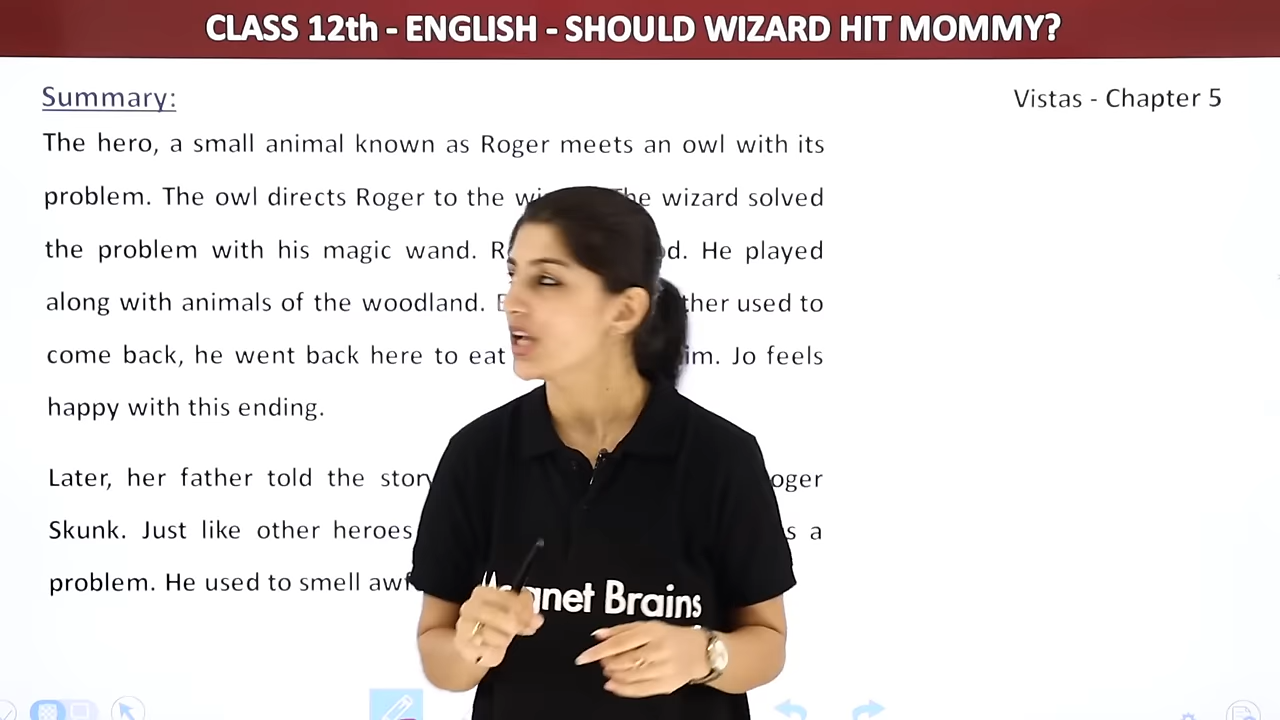 CLASS 12th - ENGLISH - SHOULD WIZARD HIT MOMMY?
Summary:
Vistas - Chapter 5
The hero, a small animal known as Roger meets an owl with its
problem. The owl directs Roger to the The wizard solved
the problem with his magic wand. He played
along with animals of the woodland. used to
come back, he went back here to eat Jo feels
happy with this ending.
Later, her father told the story
Skunk. Just like other heroes a
problem. He used to smell
Magnet Brains